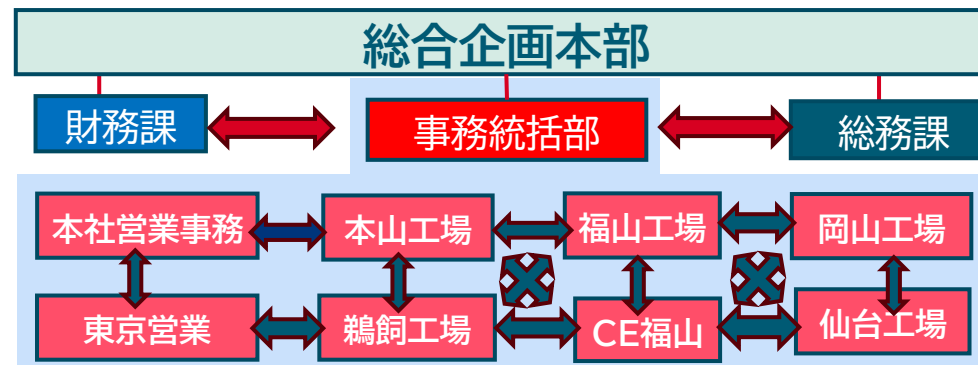 総合企画本部
財務課
事務統括部
総務課
本社営業事務
本山工場
福山工場
岡山工場
東京営業
鵜飼工場
CE福山
仙台工場